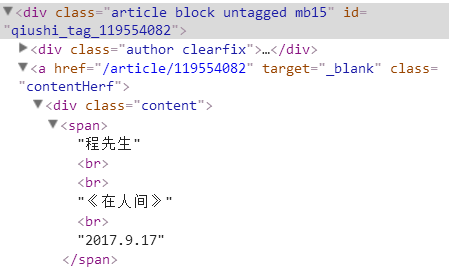 ▼<div class="article block untagged mb15" id=
"qiushi_tag_119554082">
▶<div class="author clearfix">…</div>
▼<a href="/article/119554082" target="_blank" class=
"contentHerf">
▼<div class="content">
▼<span>
"程先生"
<br>
<br>
"《在人间》"
<br>
"2017.9.17"
</span>